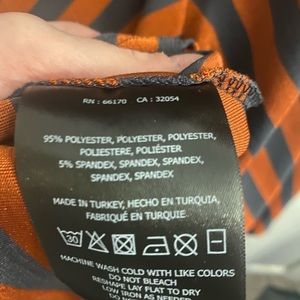 RN : 66170 CA : 32054
95% POLYESTER, POLYESTER, POLYESTER,
POLIESTERE, POLIÉSTER
5% SPANDEX, SPANDEX, SPANDEX,
SPANDEX, SPANDEX
MADE IN TURKEY, HECHO EN TURQUIA,
FABRIQUÉ EN TURQUIE
30
MACHINE WASH COLD WITH LIKE COLORS
DO NOT BLEACH
RESHAPE LAY FLAT TO DRY
LOW IRON AS NEEDED